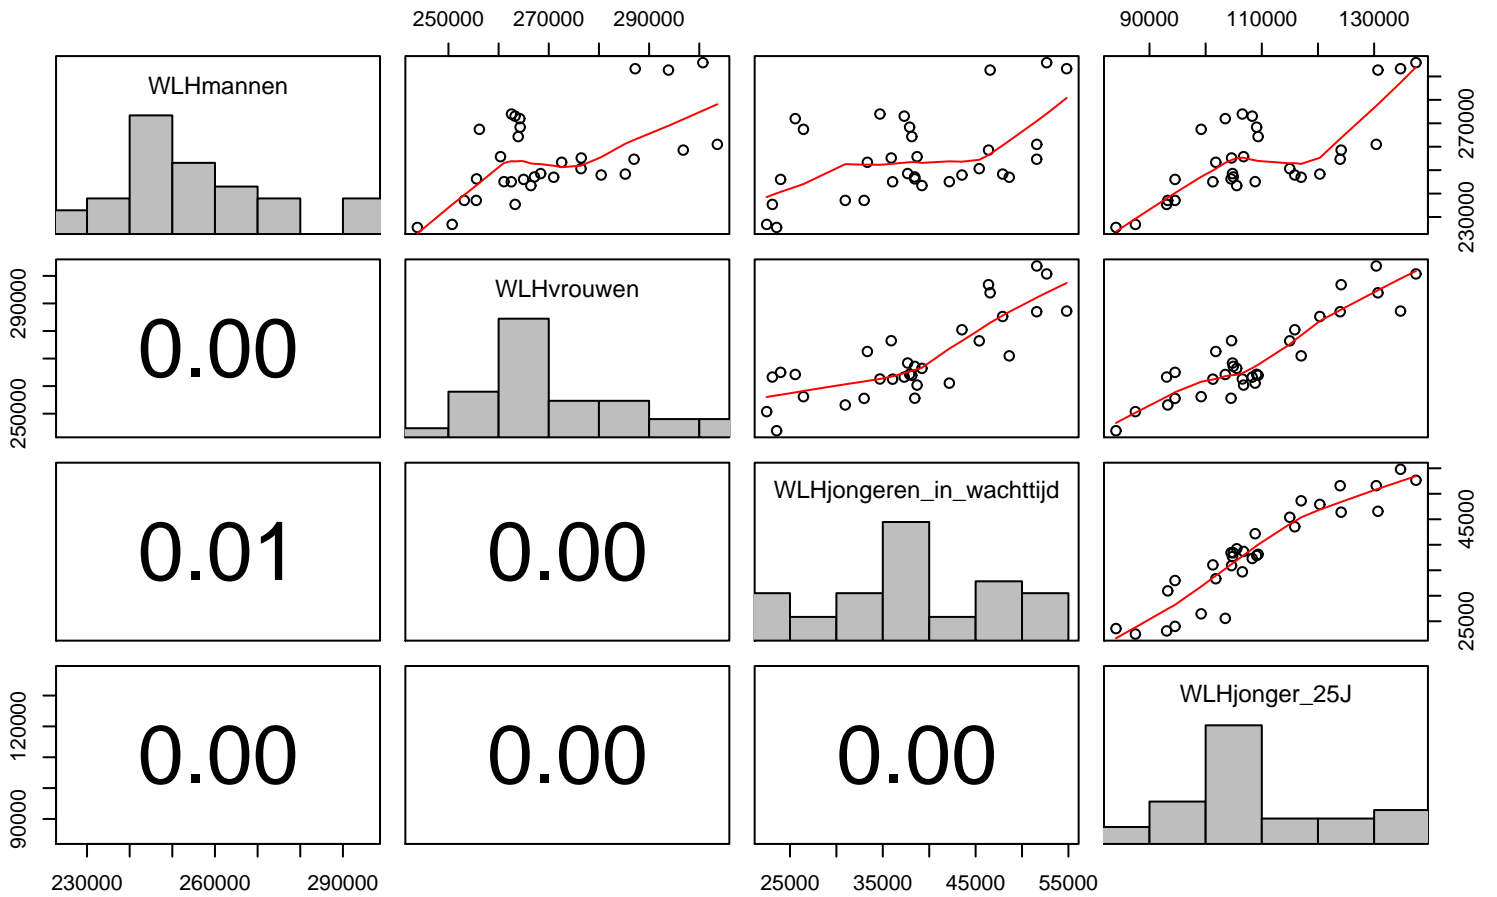 250000 270000 290000 90000 110000 130000
WLHmannen
230000 270000
WLHvrouwen
250000 290000
0.00
WLHjongeren_in_wachttijd
0.01 0.00
25000 45000
WLHjonger_25J
90000 120000
0.00 0.00 0.00
230000 260000 290000 25000 35000 45000 55000